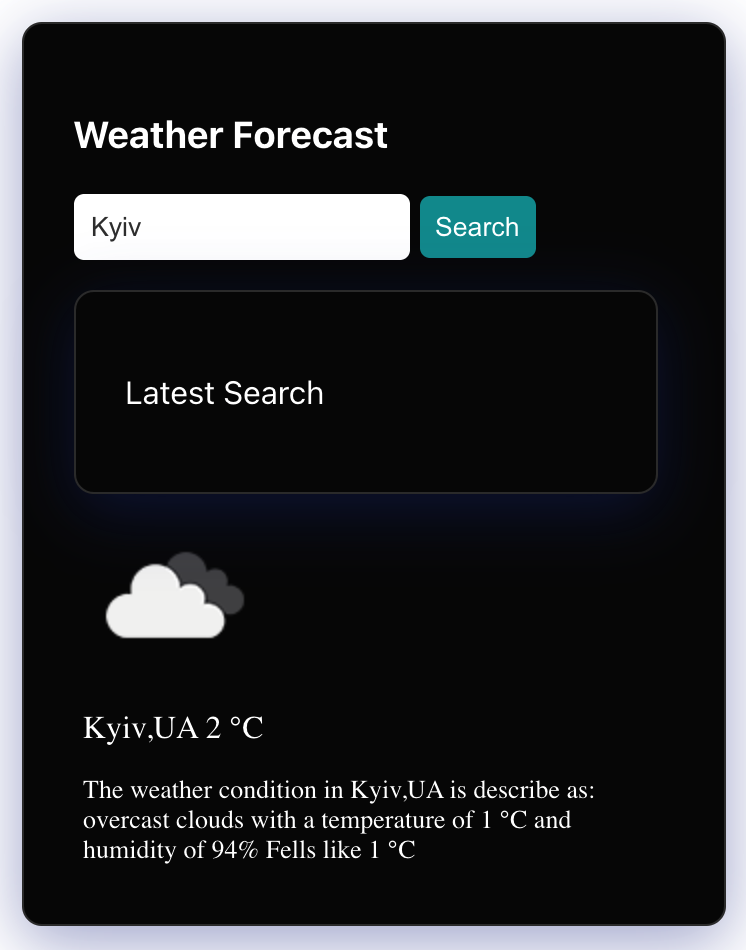 Weather Forecast
Kyiv
Search
Latest Search
Kyiv,UA 2 °C
The weather condition in Kyiv,UA is describe as:
overcast clouds with a temperature of 1 °C and
humidity of 94% Fells like 1 °C